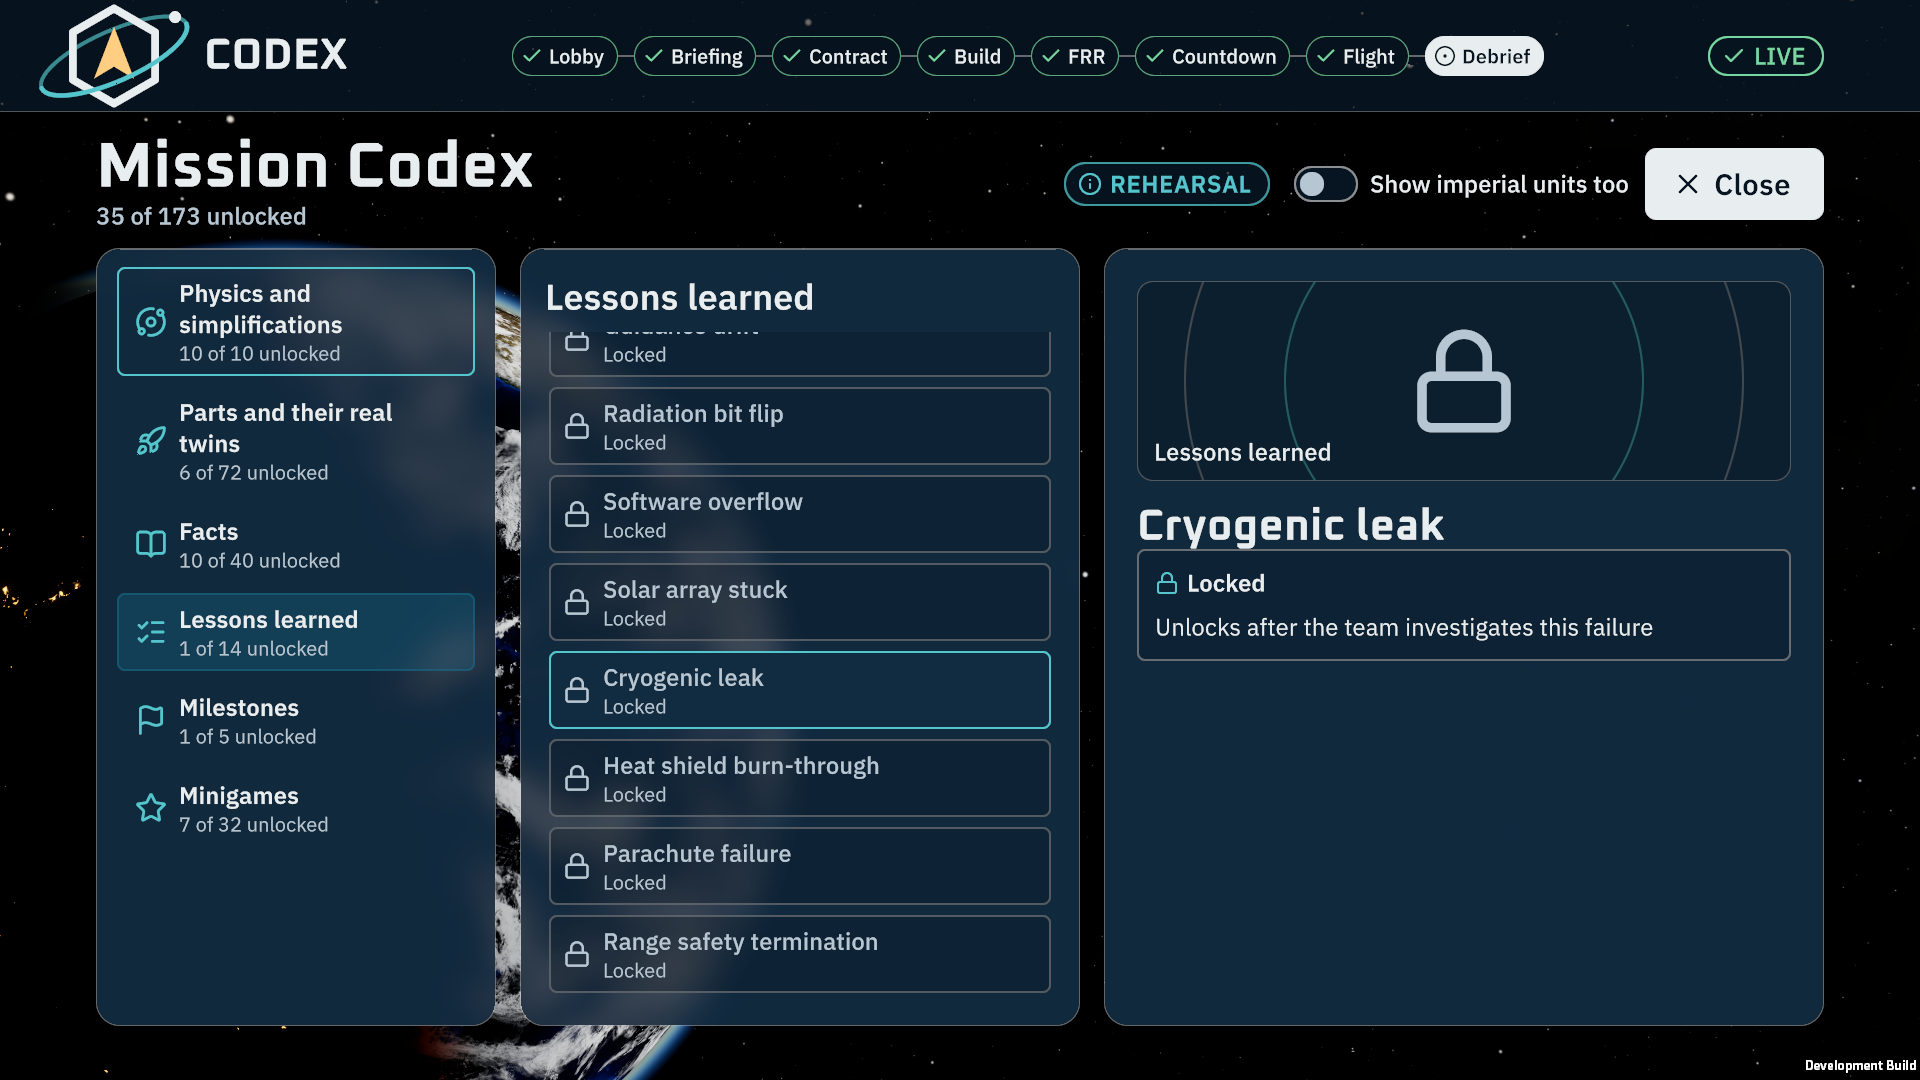 CODEX
Lobby
Briefing
Contract
Build
FRR
Countdown
Flight
Debrief
LIVE
Mission Codex
35 of 173 unlocked
REHEARSAL
Show imperial units too
Close
Physics and
simplifications
10 of 10 unlocked
Parts and their real
twins
6 of 72 unlocked
Facts
10 of 40 unlocked
Lessons learned
1 of 14 unlocked
Milestones
1 of 5 unlocked
Minigames
7 of 32 unlocked
Lessons learned
Guidance drift
Locked
Radiation bit flip
Locked
Software overflow
Locked
Solar array stuck
Locked
Cryogenic leak
Locked
Heat shield burn-through
Locked
Parachute failure
Locked
Range safety termination
Locked
Lessons learned
Cryogenic leak
Locked
Unlocks after the team investigates this failure
Development Build